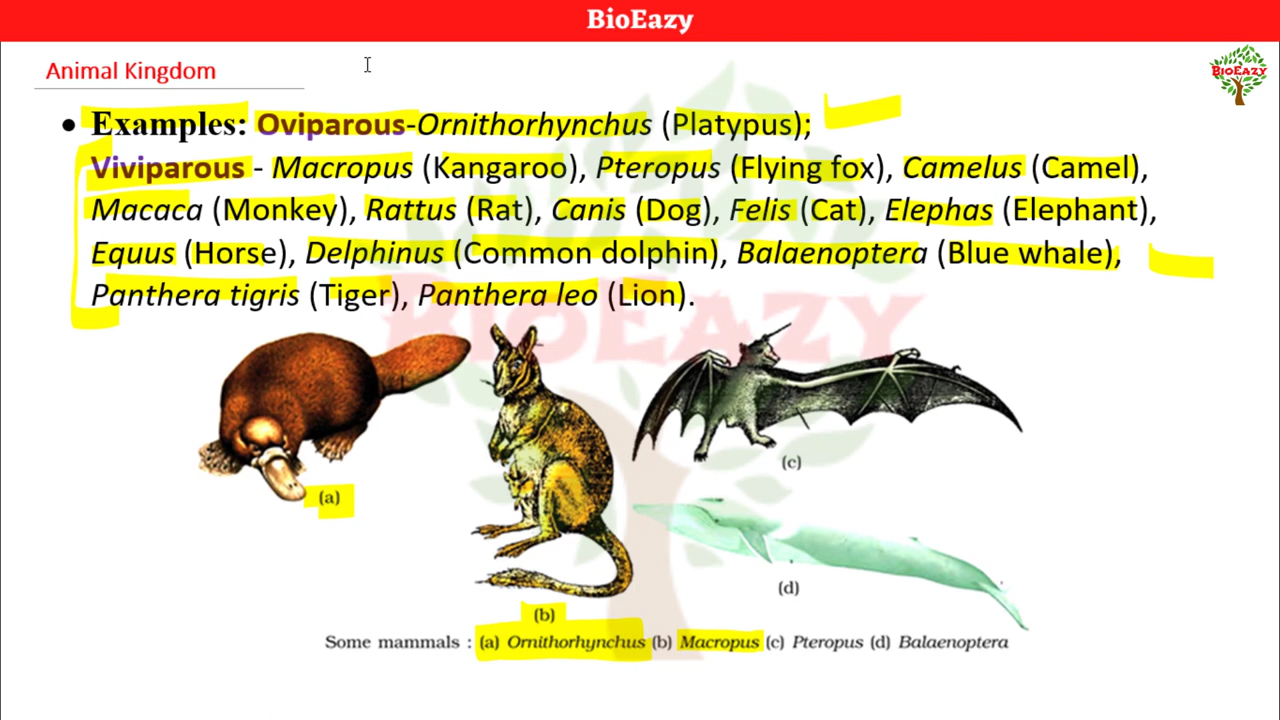 BioEazy
Animal Kingdom
BIOEAZY
• Examples: Oviparous-Ornithorhynchus (Platypus);
Viviparous - Macropus (Kangaroo), Pteropus (Flying fox), Camelus (Camel),
Macaca (Monkey), Rattus (Rat), Canis (Dog), Felis (Cat), Elephas (Elephant),
Equus (Horse), Delphinus (Common dolphin), Balaenoptera (Blue whale),
Panthera tigris (Tiger), Panthera leo (Lion).
BIOEAZY
(a)
(b)
(c)
(d)
Some mammals : (a) Ornithorhynchus (b) Macropus (c) Pteropus (d) Balaenoptera